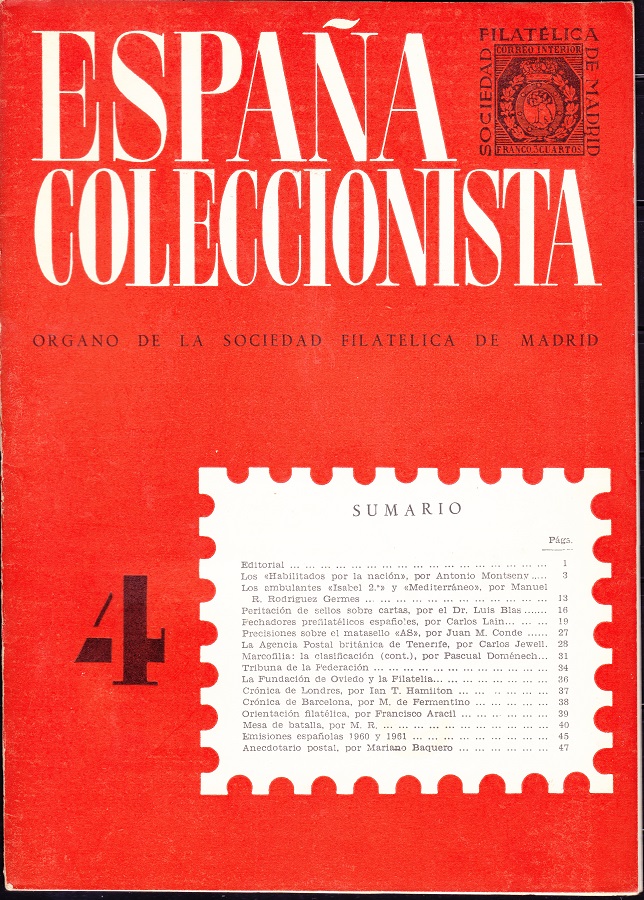 ESPAÑA
COLECCIONISTA
SOCIEDAD FILATÉLICA DE MADRID
CORREO INTERIOR
FRANCO.3CUARTOS.
ORGANO DE LA SOCIEDAD FILATELICA DE MADRID
4
SUMARIO
Págs.
Editorial ... ... ... ... ... ... ... ... ... ... ... ... ... ... ... ... 1
Los «Habilitados por la nación», por Antonio Montseny ..... 3
Los ambulantes «Isabel 2.ª» y «Mediterráneo», por Manuel
R. Rodríguez Germes ... ... ... ... ... ... ... ... ... ... ... 13
Peritación de sellos sobre cartas, por el Dr. Luis Blas ....... 16
Fechadores prefilatélicos españoles, por Carlos Lain... ... ... 19
Precisiones sobre el matasello «AS», por Juan M. Conde ...... 27
La Agencia Postal británica de Tenerife, por Carlos Jewell. 28
Marcofilia: la clasificación (cont.), por Pascual Doménech... 31
Tribuna de la Federación ... ... ... ... ... ... ... ... ... ... ... 34
La Fundación de Oviedo y la Filatelia... ... ... ... ... ... ... 36
Crónica de Londres, por Ian T. Hamilton ... ... ... ... ... ... 37
Crónica de Barcelona, por M. de Fermentino ... ... ... ... ... 38
Orientación filatélica, por Francisco Aracil ... ... ... ... ... ... 39
Mesa de batalla, por M. R. ... ... ... ... ... ... ... ... ... ... ... 40
Emisiones españolas 1960 y 1961 ... ... ... ... ... ... ... ... ... 45
Anecdotario postal, por Mariano Baquero ... ... ... ... ... ... 47